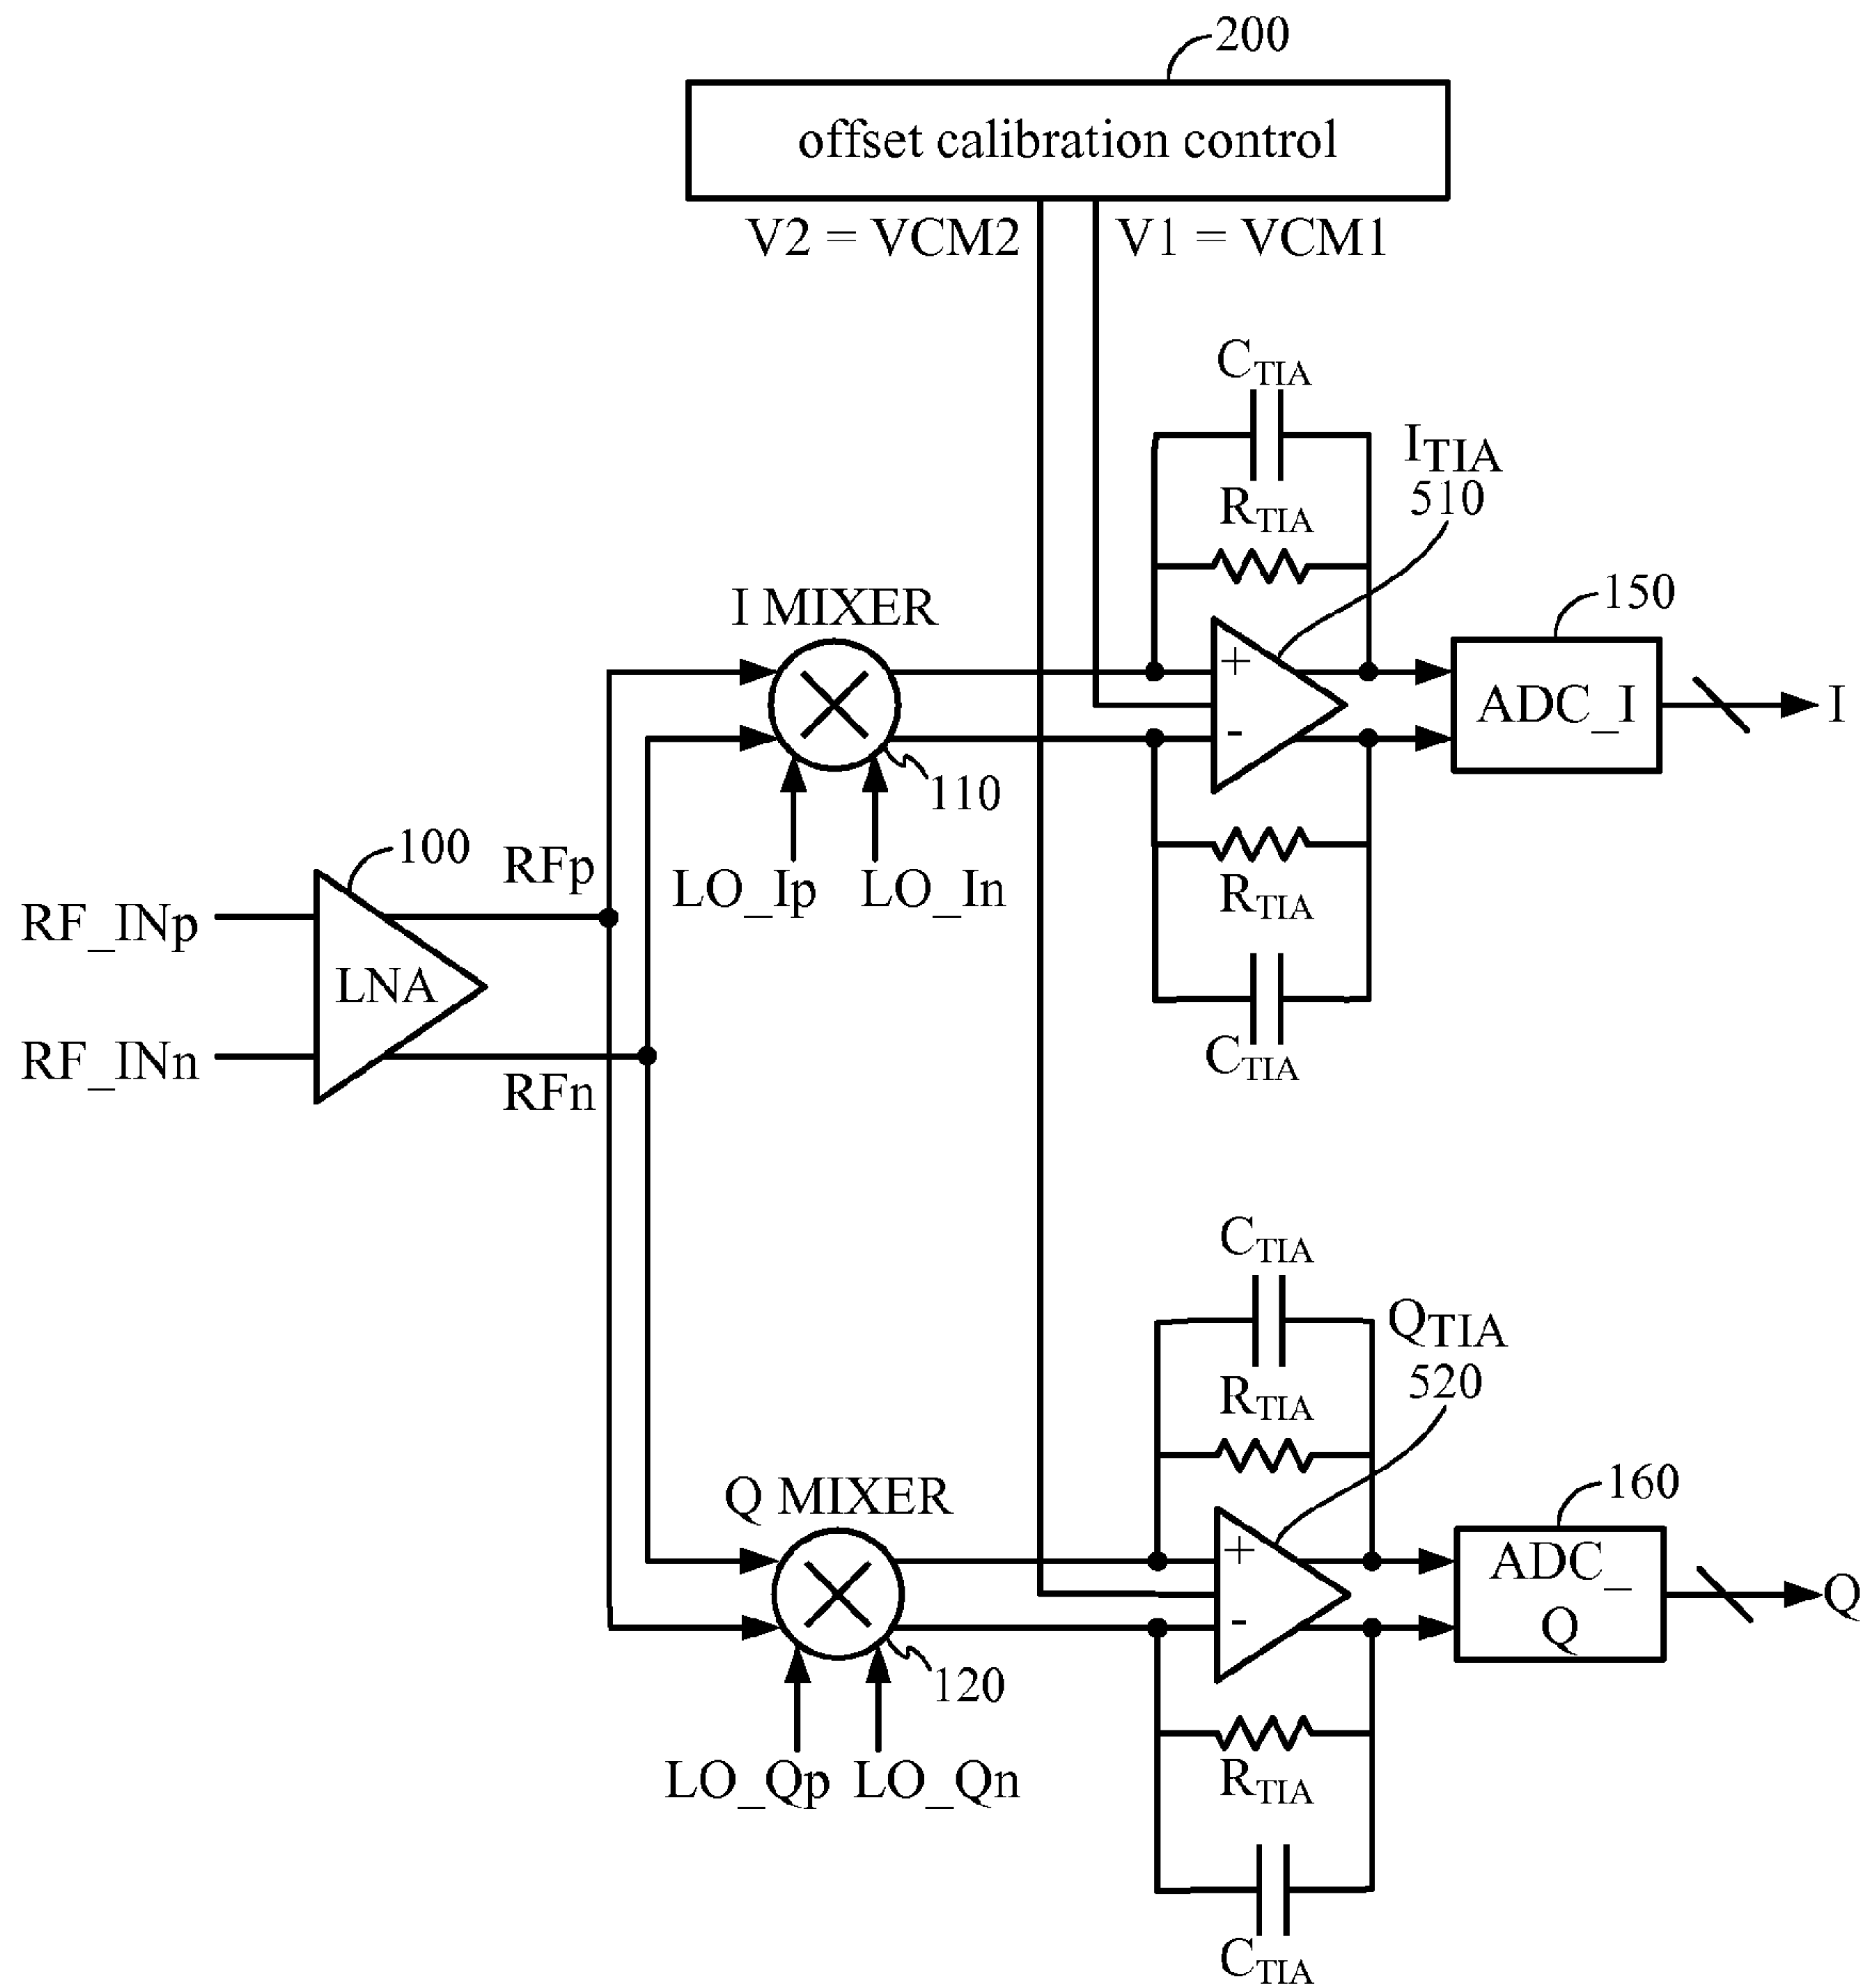 200
offset calibration control
V2 = VCM2
V1 = VCM1
CTIA
RTIA
ITIA
510
I MIXER
+
-
150
ADC_I
I
110
LO_Ip
LO_In
RTIA
CTIA
100
RFp
RF_INp
LNA
RF_INn
RFn
CTIA
RTIA
QTIA
520
Q MIXER
+
-
160
ADC_
Q
Q
120
LO_Qp
LO_Qn
RTIA
CTIA